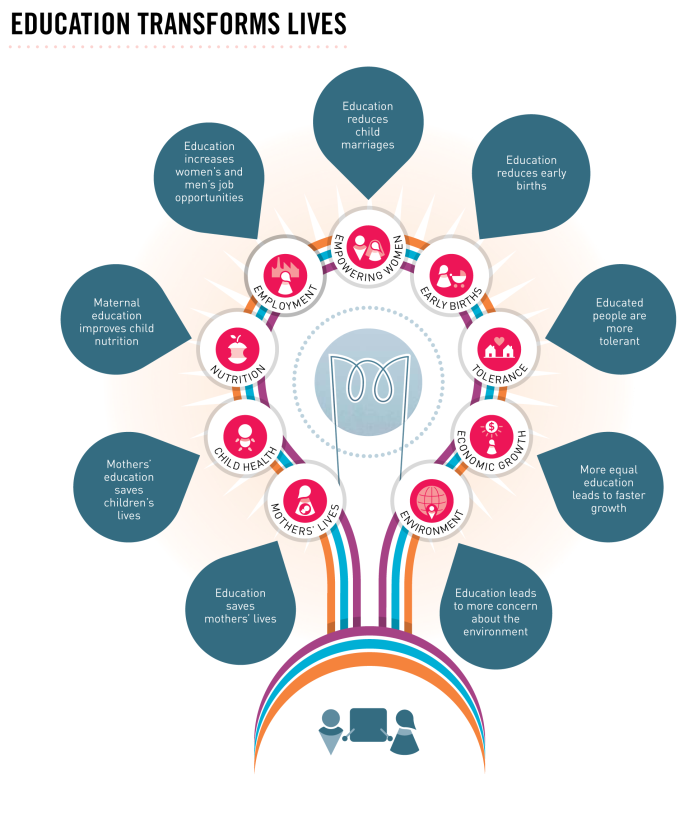 EDUCATION TRANSFORMS LIVES
Education
reduces
child
marriages
Education
increases
women's and
men's job
opportunities
Education
reduces early
births
EMPOWERING WOMEN
EMPLOYMENT
EARLY BIRTHS
Maternal
education
improves child
nutrition
Educated
people are
more
tolerant
NUTRITION
TOLERANCE
CHILD HEALTH
$
ECONOMIC GROWTH
Mothers'
education
saves
children's
lives
More equal
education
leads to faster
growth
MOTHERS' LIVES
ENVIRONMENT
Education
saves
mothers' lives
Education leads
to more concern
about the
environment